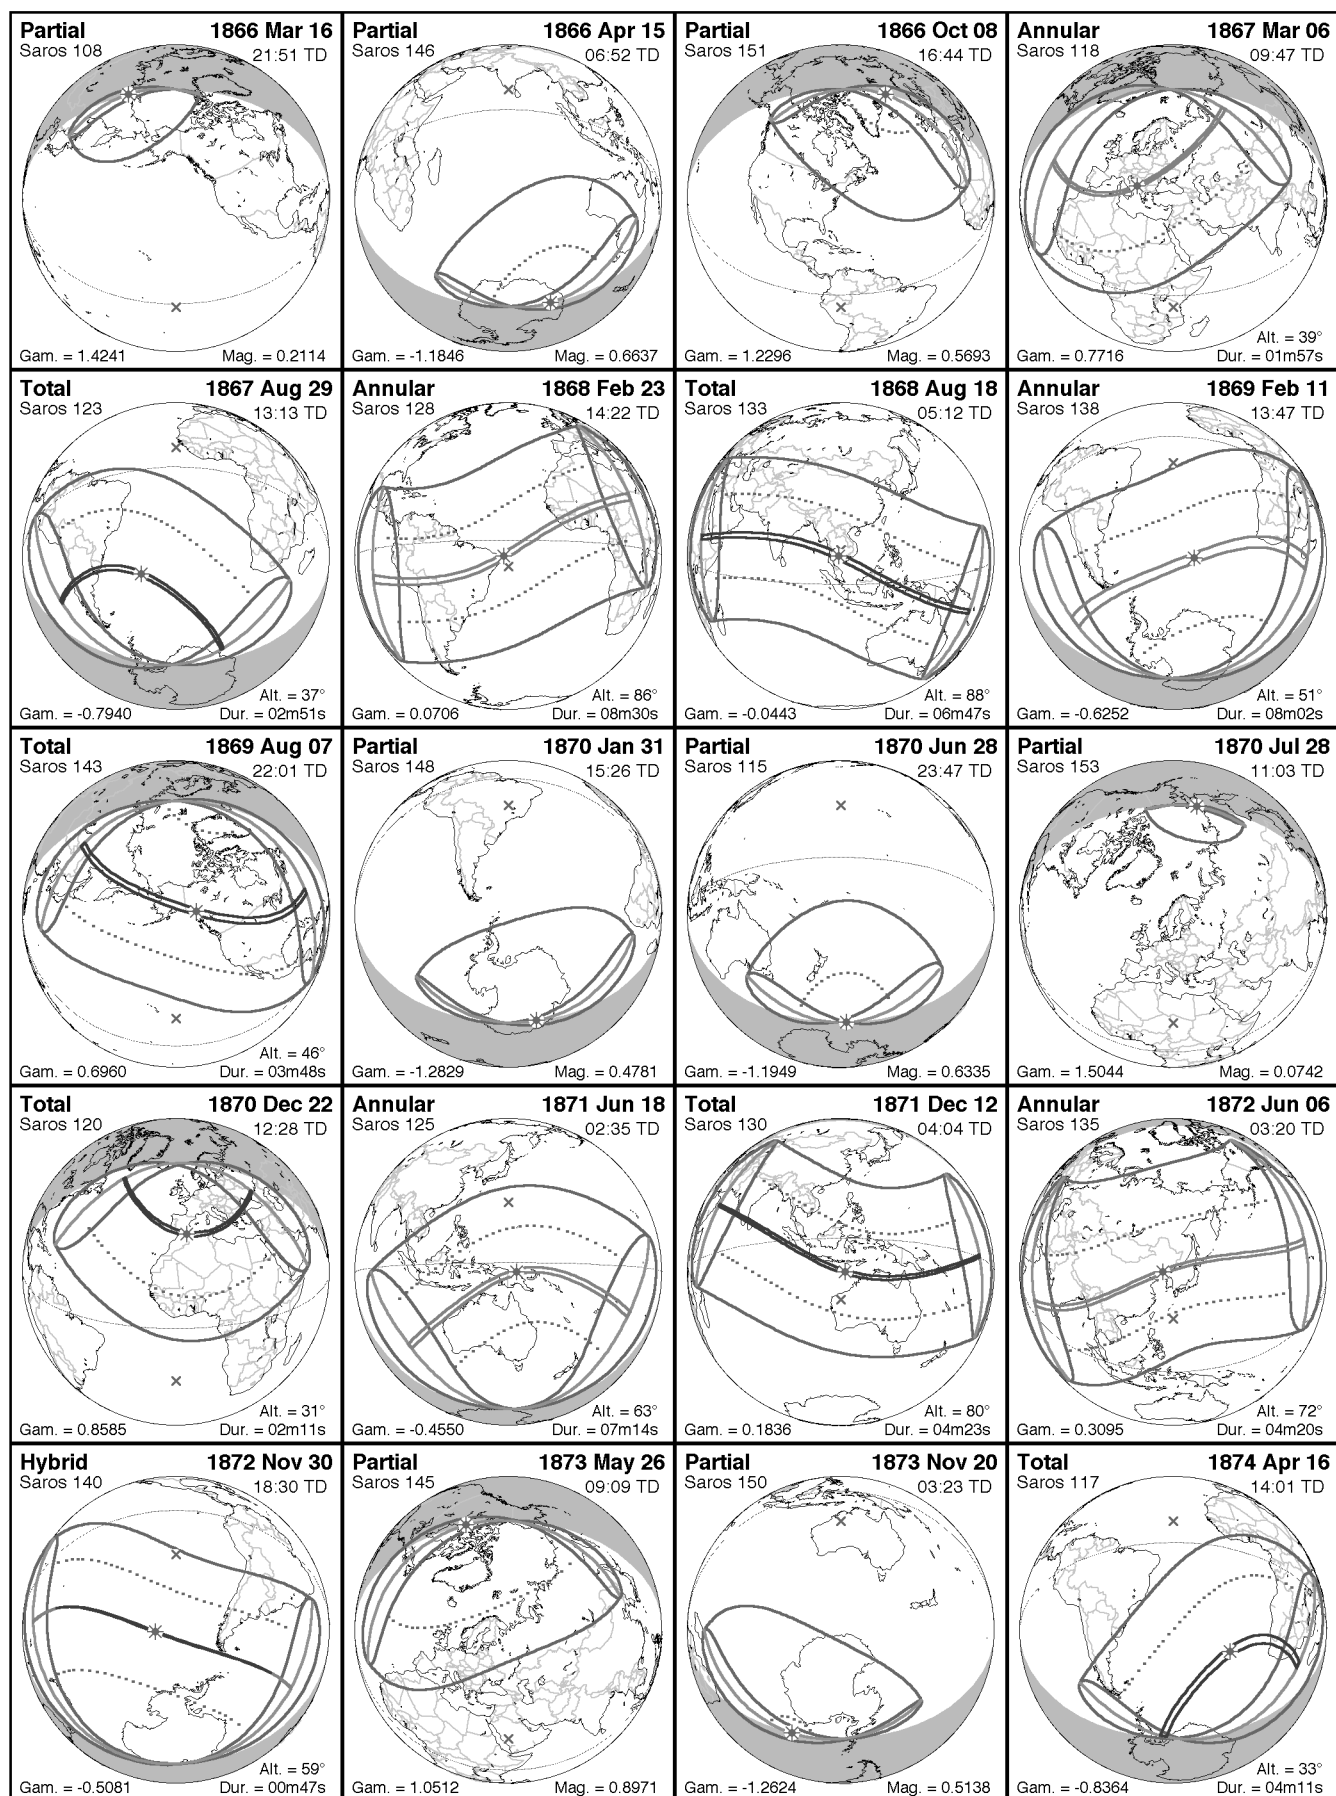 Partial 1866 Mar 16
Saros 108 21:51 TD
Gam. = 1.4241 Mag. = 0.2114
Partial 1866 Apr 15
Saros 146 06:52 TD
Gam. = -1.1846 Mag. = 0.6637
Partial 1866 Oct 08
Saros 151 16:44 TD
Gam. = 1.2296 Mag. = 0.5693
Annular 1867 Mar 06
Saros 118 09:47 TD
Alt. = 39°
Gam. = 0.7716 Dur. = 01m57s
Total 1867 Aug 29
Saros 123 13:13 TD
Alt. = 37°
Gam. = -0.7940 Dur. = 02m51s
Annular 1868 Feb 23
Saros 128 14:22 TD
Alt. = 86°
Gam. = 0.0706 Dur. = 08m30s
Total 1868 Aug 18
Saros 133 05:12 TD
Alt. = 88°
Gam. = -0.0443 Dur. = 06m47s
Annular 1869 Feb 11
Saros 138 13:47 TD
Alt. = 51°
Gam. = -0.6252 Dur. = 08m02s
Total 1869 Aug 07
Saros 143 22:01 TD
Alt. = 46°
Gam. = 0.6960 Dur. = 03m48s
Partial 1870 Jan 31
Saros 148 15:26 TD
Gam. = -1.2829 Mag. = 0.4781
Partial 1870 Jun 28
Saros 115 23:47 TD
Gam. = -1.1949 Mag. = 0.6335
Partial 1870 Jul 28
Saros 153 11:03 TD
Gam. = 1.5044 Mag. = 0.0742
Total 1870 Dec 22
Saros 120 12:28 TD
Alt. = 31°
Gam. = 0.8585 Dur. = 02m11s
Annular 1871 Jun 18
Saros 125 02:35 TD
Alt. = 63°
Gam. = -0.4550 Dur. = 07m14s
Total 1871 Dec 12
Saros 130 04:04 TD
Alt. = 80°
Gam. = 0.1836 Dur. = 04m23s
Annular 1872 Jun 06
Saros 135 03:20 TD
Alt. = 72°
Gam. = 0.3095 Dur. = 04m20s
Hybrid 1872 Nov 30
Saros 140 18:30 TD
Alt. = 59°
Gam. = -0.5081 Dur. = 00m47s
Partial 1873 May 26
Saros 145 09:09 TD
Gam. = 1.0512 Mag. = 0.8971
Partial 1873 Nov 20
Saros 150 03:23 TD
Gam. = -1.2624 Mag. = 0.5138
Total 1874 Apr 16
Saros 117 14:01 TD
Alt. = 33°
Gam. = -0.8364 Dur. = 04m11s